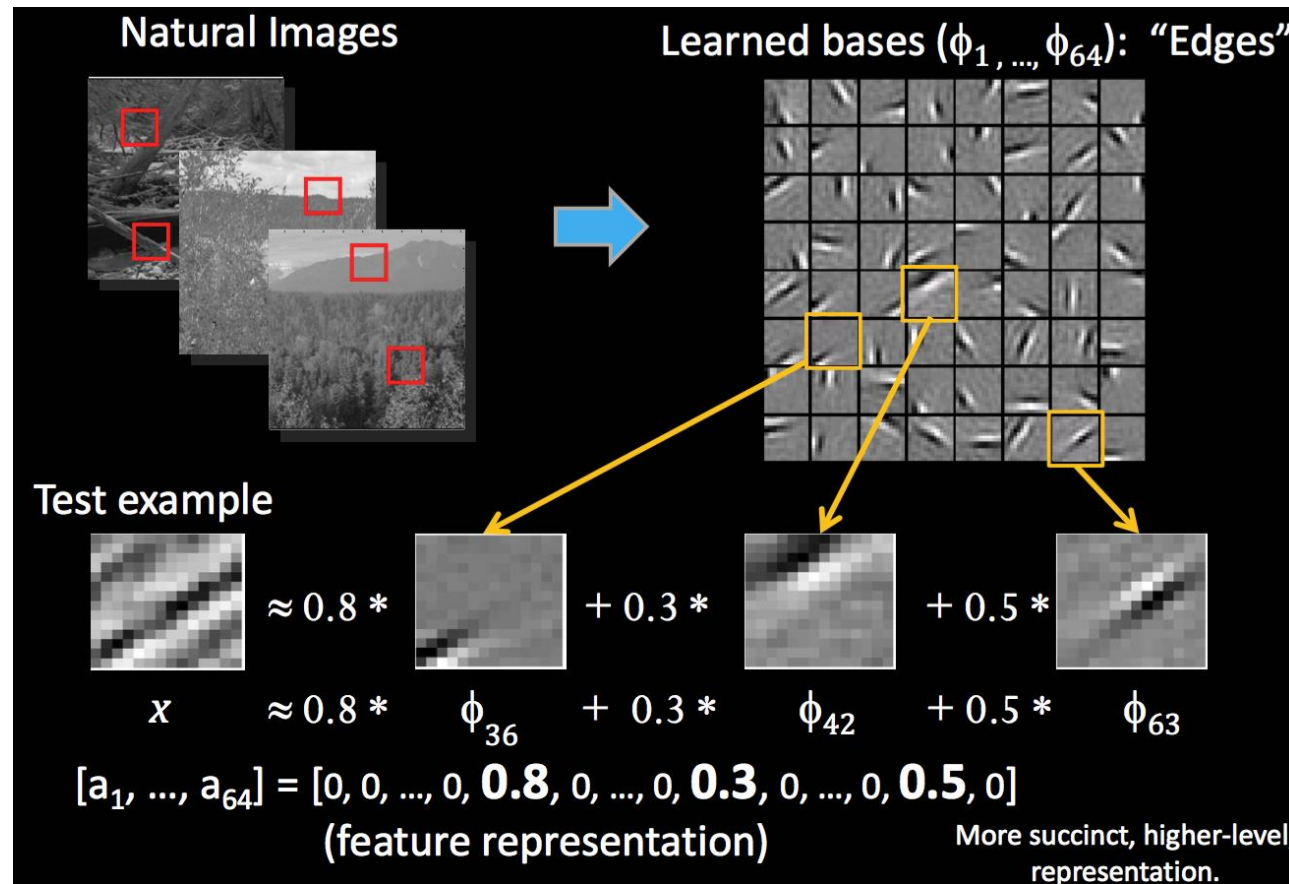 Natural Images
Learned bases (ϕ₁ , ..., ϕ₆₄): “Edges”
Test example
≈ 0.8 * + 0.3 * + 0.5 *
x ≈ 0.8 * ϕ₃₆ + 0.3 * ϕ₄₂ + 0.5 * ϕ₆₃
[a₁, ..., a₆₄] = [0, 0, ..., 0, 0.8, 0, ..., 0, 0.3, 0, ..., 0, 0.5, 0]
(feature representation)
More succinct, higher-level
representation.